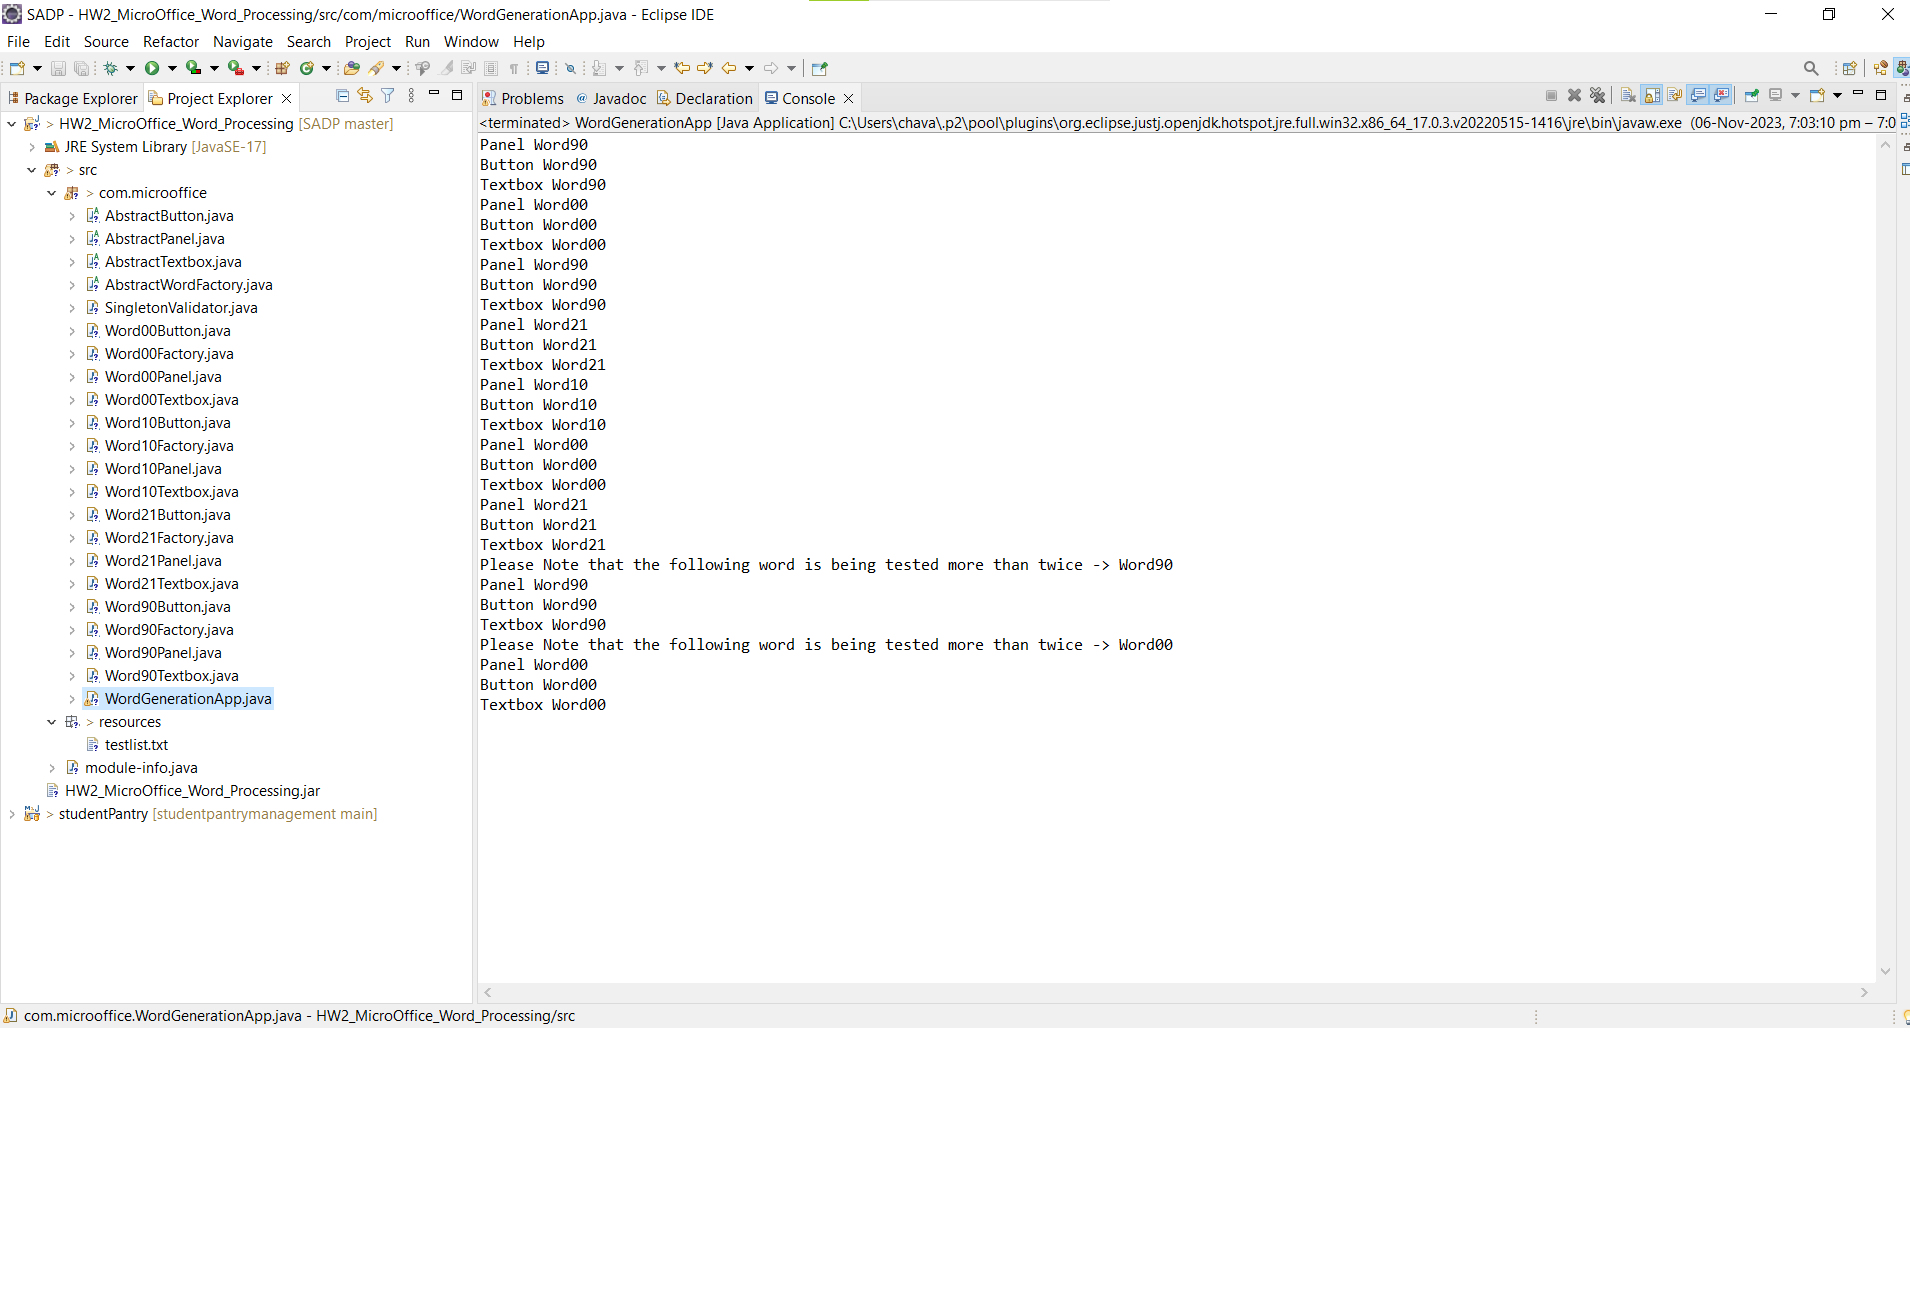 SADP - HW2_MicroOffice_Word_Processing/src/com/microoffice/WordGenerationApp.java - Eclipse IDE
File Edit Source Refactor Navigate Search Project Run Window Help
Package Explorer Project Explorer
> HW2_MicroOffice_Word_Processing [SADP master]
JRE System Library [JavaSE-17]
> src
> com.microoffice
AbstractButton.java
AbstractPanel.java
AbstractTextbox.java
AbstractWordFactory.java
SingletonValidator.java
Word00Button.java
Word00Factory.java
Word00Panel.java
Word00Textbox.java
Word10Button.java
Word10Factory.java
Word10Panel.java
Word10Textbox.java
Word21Button.java
Word21Factory.java
Word21Panel.java
Word21Textbox.java
Word90Button.java
Word90Factory.java
Word90Panel.java
Word90Textbox.java
WordGenerationApp.java
> resources
testlist.txt
module-info.java
HW2_MicroOffice_Word_Processing.jar
> studentPantry [studentpantrymanagement main]
Problems @ Javadoc Declaration Console
<terminated> WordGenerationApp [Java Application] C:\Users\chava\.p2\pool\plugins\org.eclipse.justj.openjdk.hotspot.jre.full.win32.x86_64_17.0.3.v20220515-1416\jre\bin\javaw.exe (06-Nov-2023, 7:03:10 pm – 7:0
Panel Word90
Button Word90
Textbox Word90
Panel Word00
Button Word00
Textbox Word00
Panel Word90
Button Word90
Textbox Word90
Panel Word21
Button Word21
Textbox Word21
Panel Word10
Button Word10
Textbox Word10
Panel Word00
Button Word00
Textbox Word00
Panel Word21
Button Word21
Textbox Word21
Please Note that the following word is being tested more than twice -> Word90
Panel Word90
Button Word90
Textbox Word90
Please Note that the following word is being tested more than twice -> Word00
Panel Word00
Button Word00
Textbox Word00
com.microoffice.WordGenerationApp.java - HW2_MicroOffice_Word_Processing/src